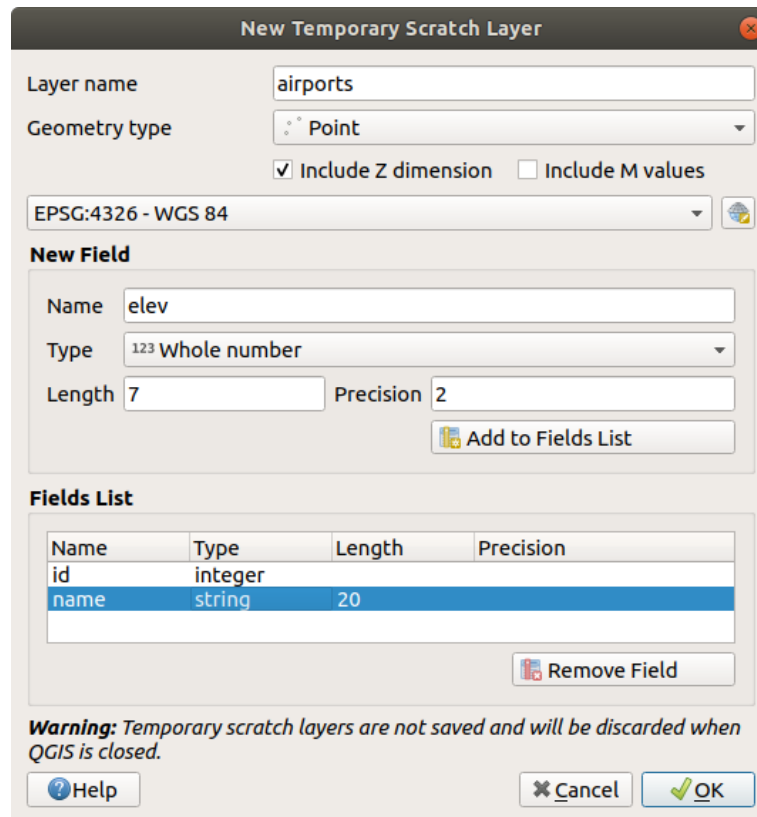 New Temporary Scratch Layer
Layer name airports
Geometry type Point
Include Z dimension Include M values
EPSG:4326 - WGS 84
New Field
Name elev
Type 123 Whole number
Length 7 Precision 2
Add to Fields List
Fields List
Name Type Length Precision
id integer
name string 20
Remove Field
Warning: Temporary scratch layers are not saved and will be discarded when
QGIS is closed.
Help Cancel OK